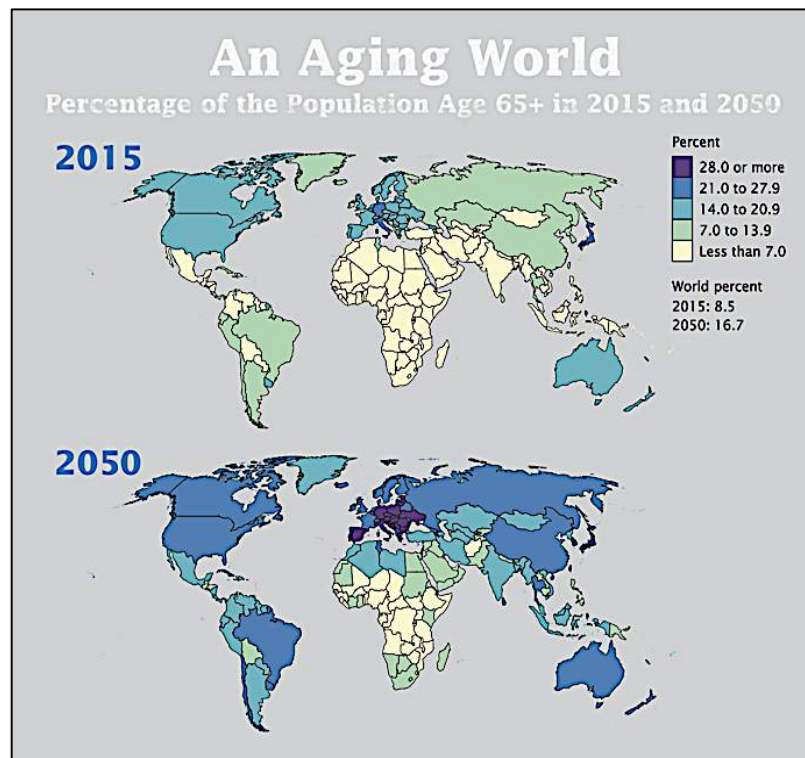 An Aging World
Percentage of the Population Age 65+ in 2015 and 2050
2015
Percent
28.0 or more
21.0 to 27.9
14.0 to 20.9
7.0 to 13.9
Less than 7.0
World percent
2015: 8.5
2050: 16.7
2050